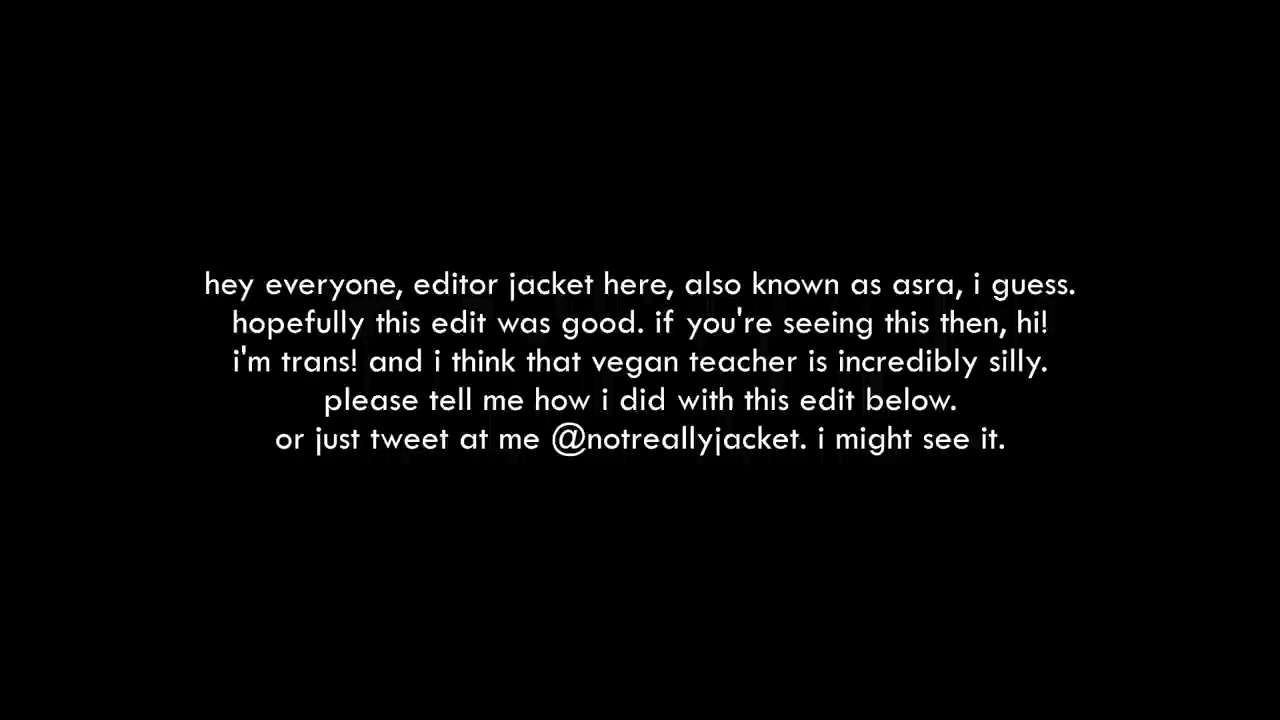 hey everyone, editor jacket here, also known as asra, i guess.
hopefully this edit was good. if you're seeing this then, hi!
i'm trans! and i think that vegan teacher is incredibly silly.
please tell me how i did with this edit below.
or just tweet at me @notreallyjacket. i might see it.